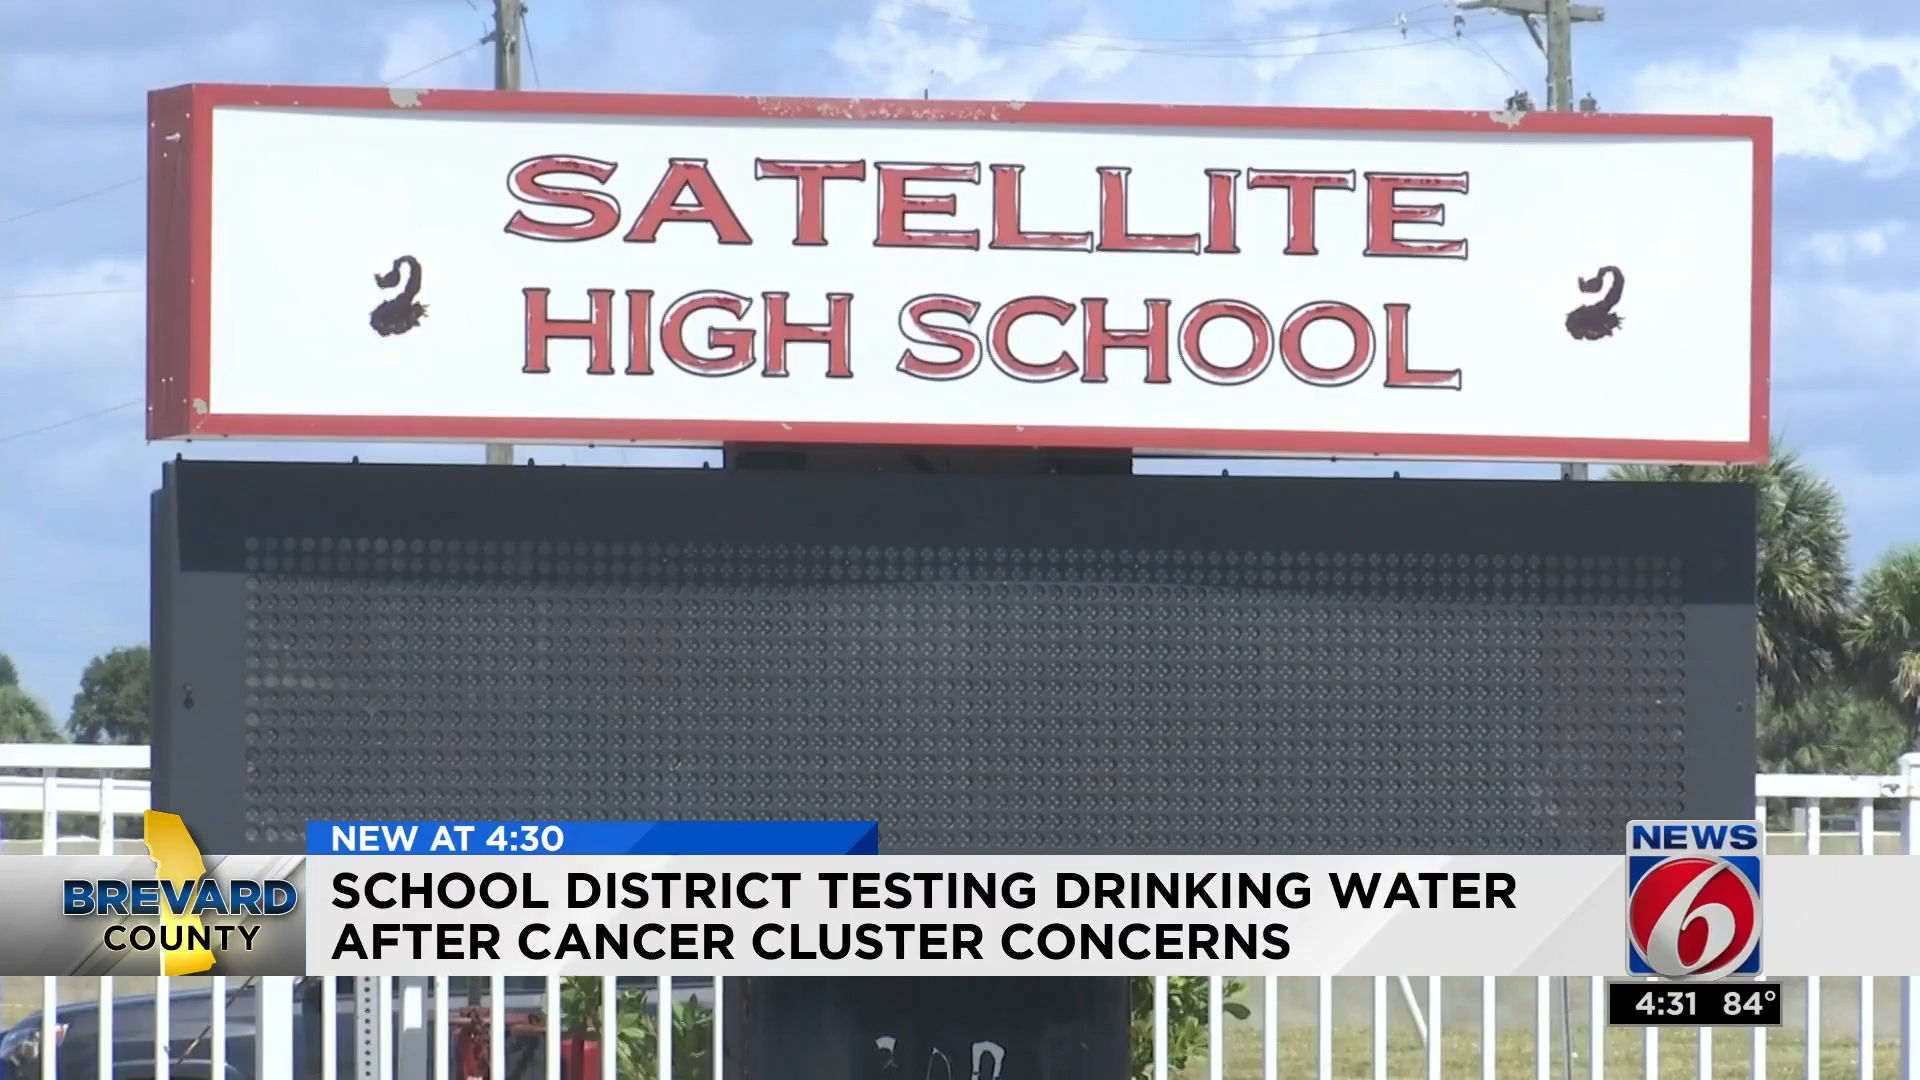 SATELLITE
HIGH SCHOOL
NEW AT 4:30
BREVARD
COUNTY
SCHOOL DISTRICT TESTING DRINKING WATER
AFTER CANCER CLUSTER CONCERNS
NEWS
6
4:31 84°